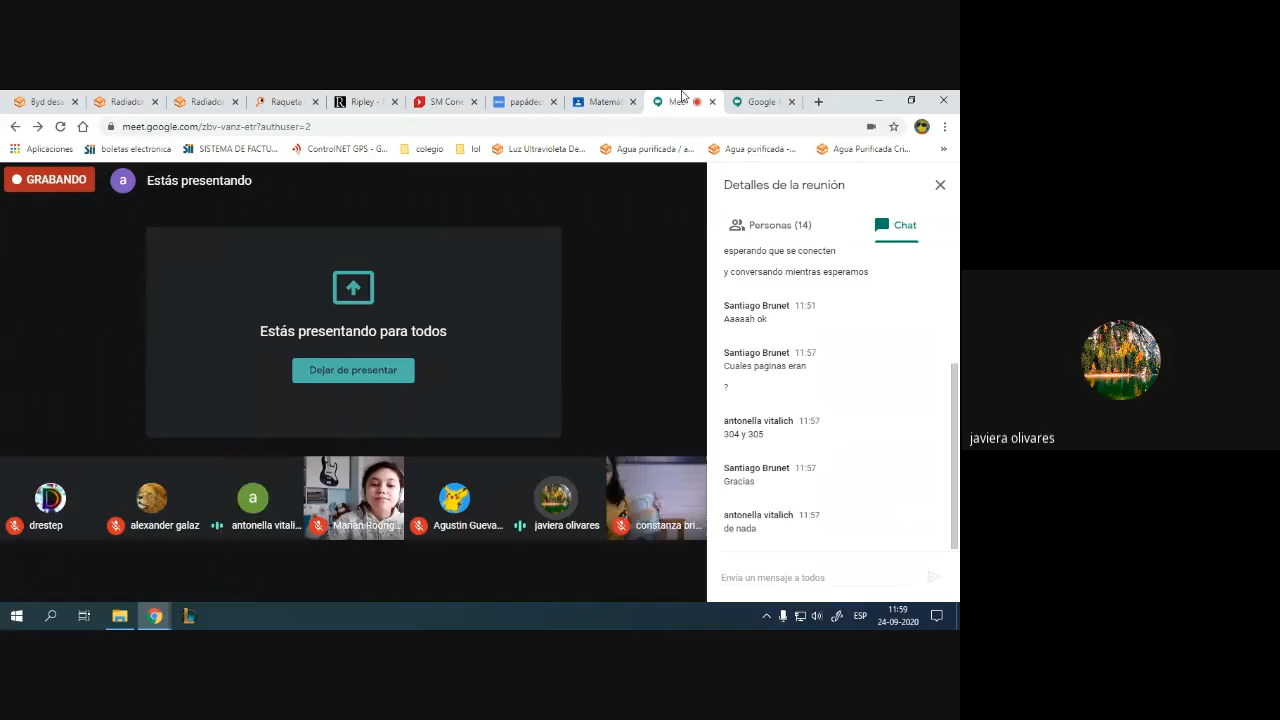 Byd desa
Radiador
Radiador
Raqueta
Ripley -
SM Cone
papádec
Matemát
Meet
Google
meet.google.com/zbv-vanz-etr?authuser=2
Aplicaciones
boletas electronica
SISTEMA DE FACTU...
ControlNET GPS - G...
colegio
lol
Luz Ultravioleta De...
Agua purificada / a...
Agua purificada -...
Agua Purificada Cri...
GRABANDO
a
Estás presentando
Estás presentando para todos
Dejar de presentar
Detalles de la reunión
Personas (14)
Chat
esperando que se conecten
y conversando mientras esperamos
Santiago Brunet 11:51
Aaaaah ok
Santiago Brunet 11:57
Cuales paginas eran
?
antonella vitalich 11:57
304 y 305
Santiago Brunet 11:57
Gracias
antonella vitalich 11:57
de nada
Envía un mensaje a todos
drestep
alexander galaz
a
antonella vitali...
Marian Rodríg...
Agustin Gueva...
javiera olivares
constanza bri...
ESP
11:59
24-09-2020
javiera olivares